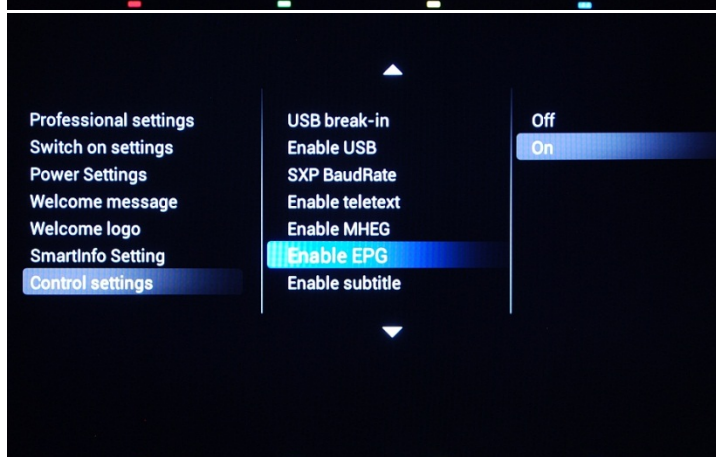 Professional settings
Switch on settings
Power Settings
Welcome message
Welcome logo
SmartInfo Setting
Control settings
USB break-in
Enable USB
SXP BaudRate
Enable teletext
Enable MHEG
Enable EPG
Enable subtitle
Off
On